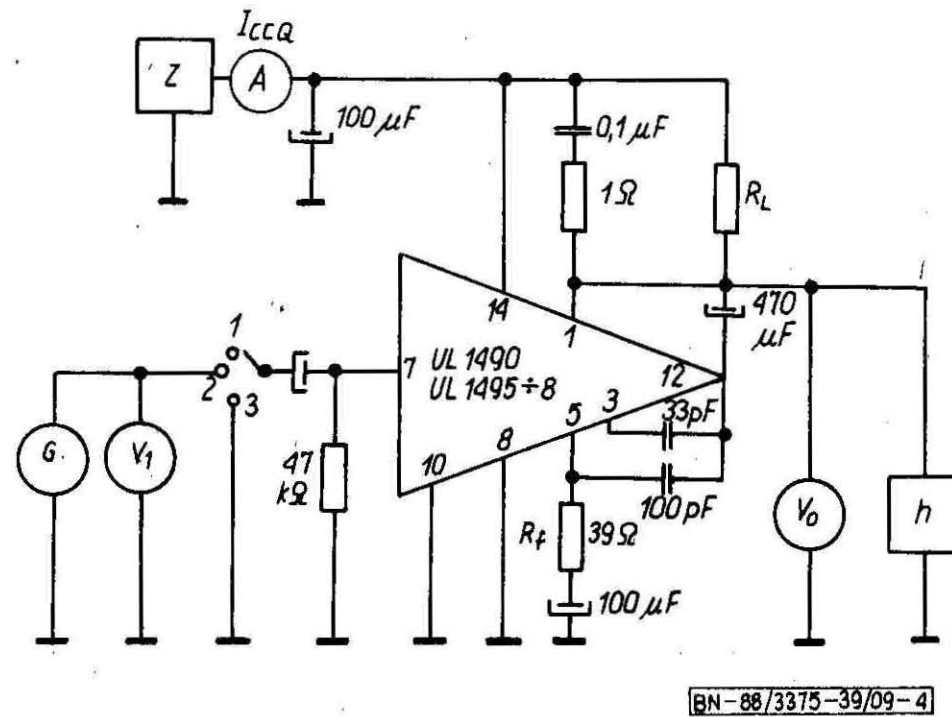 I_CCQ
Z
A
100 µF
0,1 µF
1Ω
R_L
14
1
470
µF
1
2
3
7
UL 1490
UL 1495÷8
12
3
33pF
5
8
10
100pF
G
V1
47
kΩ
R_f
39Ω
100 µF
V_o
h
BN-88/3375-39/09-4